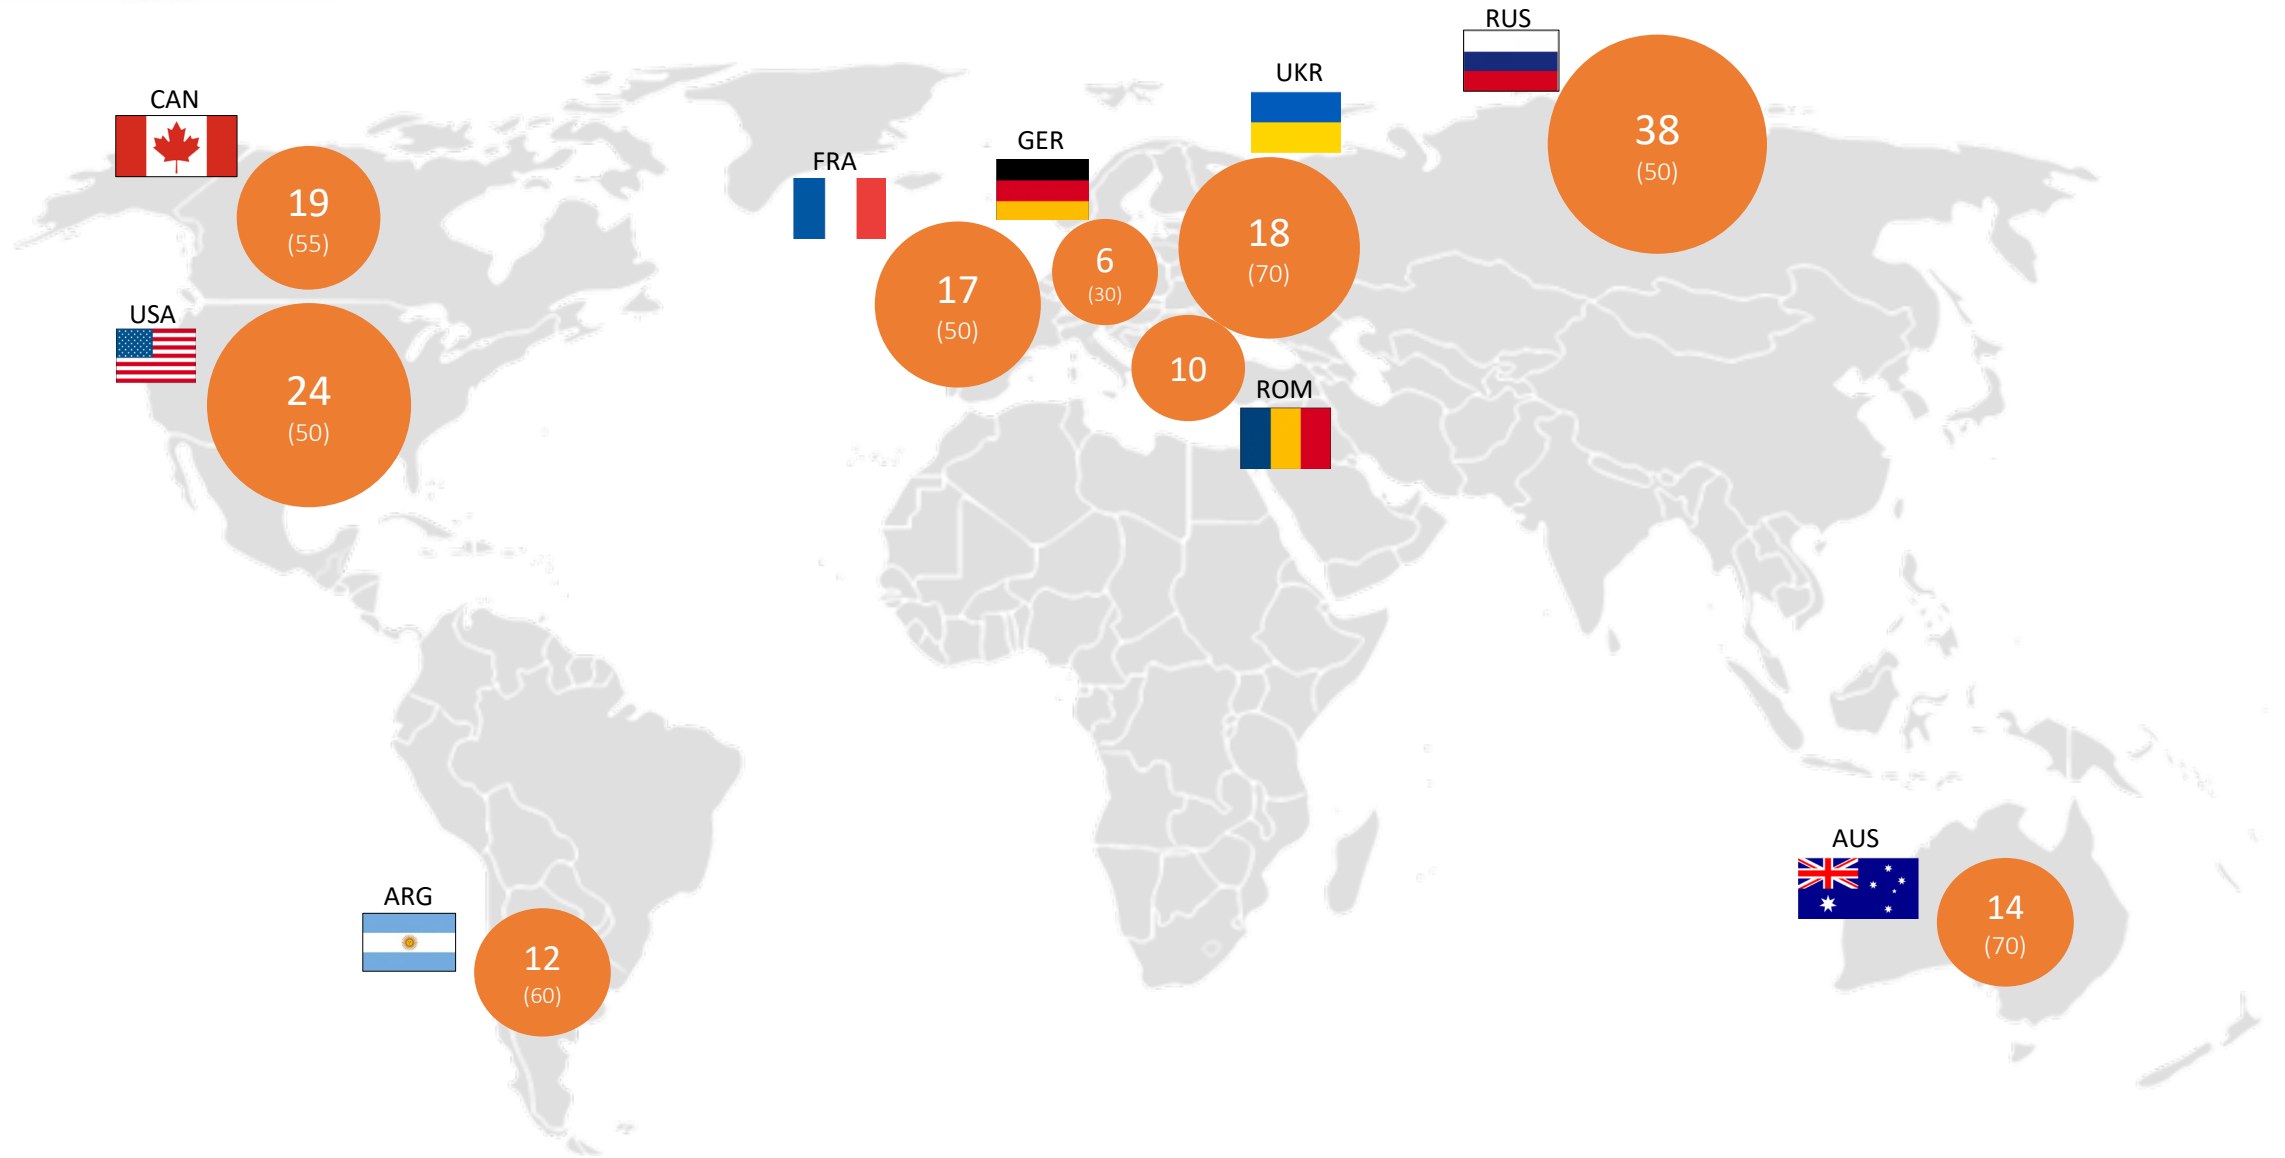 RUS
38
(50)
UKR
18
(70)
CAN
19
(55)
GER
6
(30)
FRA
17
(50)
USA
24
(50)
10
ROM
AUS
14
(70)
ARG
12
(60)